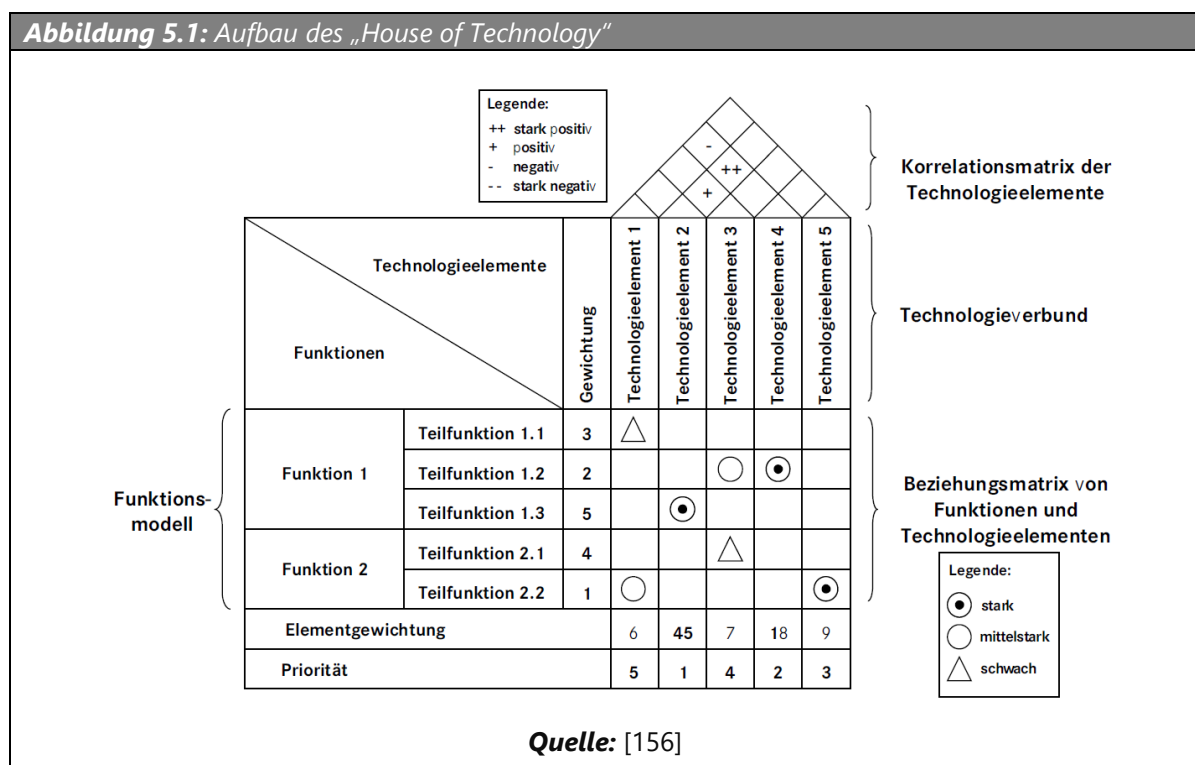 Abbildung 5.1: Aufbau des „House of Technology“
Legende:
++ stark positiv
+ positiv
- negativ
-- stark negativ
-
++
+
Korrelationsmatrix der
Technologieelemente
Technologieelemente
Funktionen
Gewichtung
Technologieelement 1
Technologieelement 2
Technologieelement 3
Technologieelement 4
Technologieelement 5
Technologieverbund
Funktions-
modell
Funktion 1
Teilfunktion 1.1 3
Teilfunktion 1.2 2
Teilfunktion 1.3 5
Funktion 2
Teilfunktion 2.1 4
Teilfunktion 2.2 1
Beziehungsmatrix von
Funktionen und
Technologieelementen
Legende:
stark
mittelstark
schwach
Elementgewichtung 6 45 7 18 9
Priorität 5 1 4 2 3
Quelle: [156]